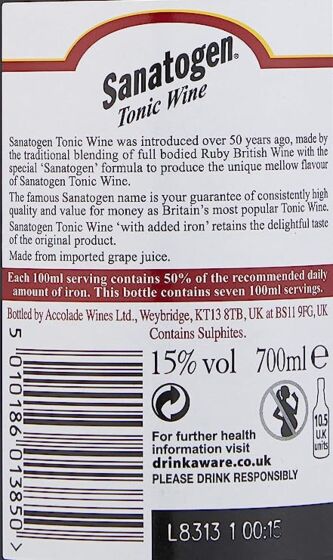 Sanatogen®
Tonic Wine
Sanatogen Tonic Wine was introduced over 50 years ago, made by
the traditional blending of full bodied Ruby British Wine with the
special 'Sanatogen' formula to produce the unique mellow flavour
of Sanatogen Tonic Wine.
The famous Sanatogen name is your guarantee of consistently high
quality and value for money as Britain's most popular Tonic Wine.
Sanatogen Tonic Wine 'with added iron' retains the delightful taste
of the original product.
Made from imported grape juice.
Each 100ml serving contains 50% of the recommended daily
amount of iron. This bottle contains seven 100ml servings.
Bottled by Accolade Wines Ltd., Weybridge, KT13 8TB, UK at BS11 9FG, UK
Contains Sulphites.
15% vol 700ml e
10.5
U.K
units
For further health
information visit
drinkaware.co.uk
PLEASE DRINK RESPONSIBLY
5 010186 013850 >
L8313 1 00:15